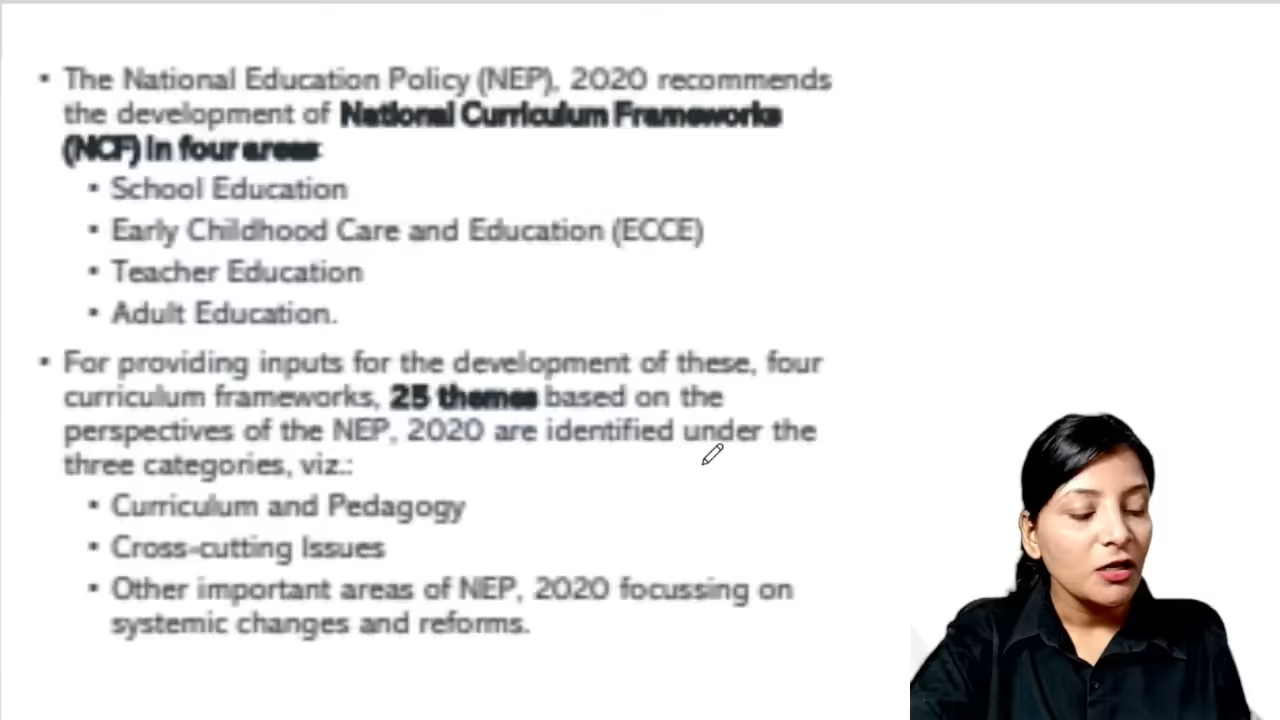 • The National Education Policy (NEP), 2020 recommends
the development of National Curriculum Frameworks
(NCF) in four areas:
• School Education
• Early Childhood Care and Education (ECCE)
• Teacher Education
• Adult Education.
• For providing inputs for the development of these, four
curriculum frameworks, 25 themes based on the
perspectives of the NEP, 2020 are identified under the
three categories, viz.:
• Curriculum and Pedagogy
• Cross-cutting Issues
• Other important areas of NEP, 2020 focussing on
systemic changes and reforms.